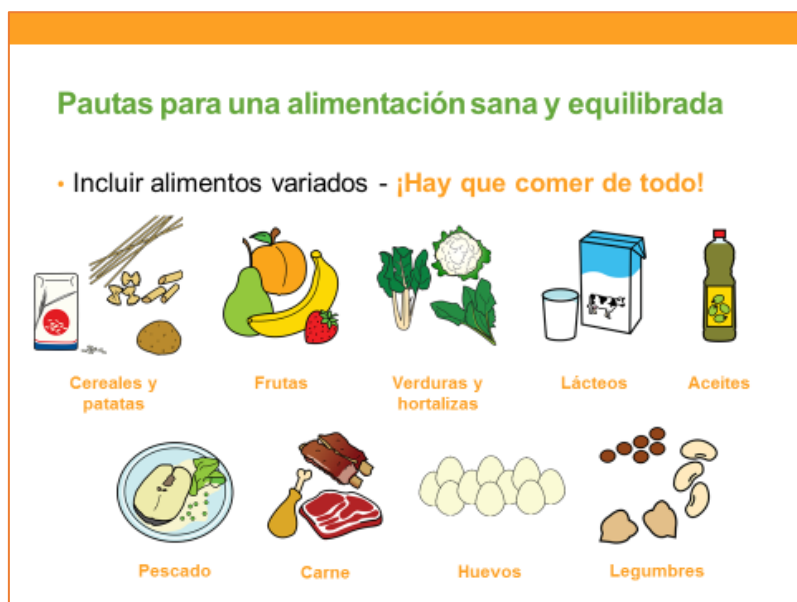 Pautas para una alimentación sana y equilibrada
• Incluir alimentos variados - ¡Hay que comer de todo!
Cereales y
patatas
Frutas
Verduras y
hortalizas
Lácteos
Aceites
Pescado
Carne
Huevos
Legumbres